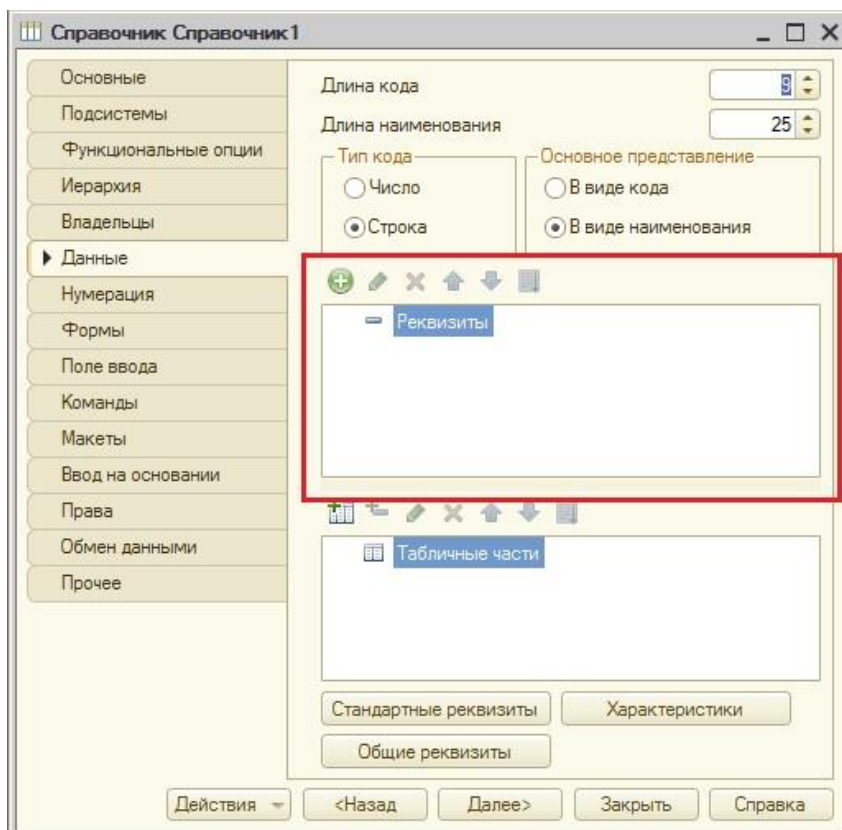 Справочник Справочник1
Основные
Подсистемы
Функциональные опции
Иерархия
Владельцы
Данные
Нумерация
Формы
Поле ввода
Команды
Макеты
Ввод на основании
Права
Обмен данными
Прочее
Длина кода 9
Длина наименования 25
Тип кода
Число
Строка
Основное представление
В виде кода
В виде наименования
Реквизиты
Табличные части
Стандартные реквизиты Характеристики
Общие реквизиты
Действия <Назад Далее> Закрыть Справка